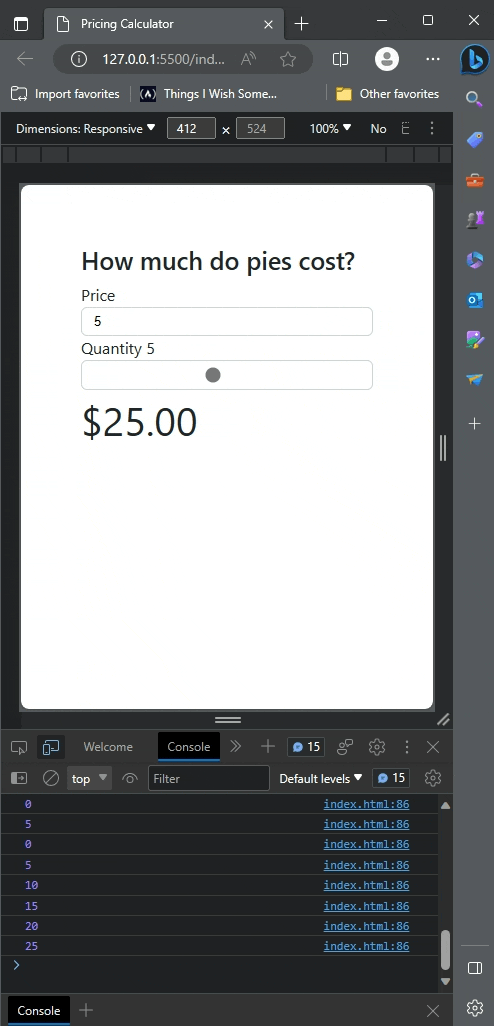 Pricing Calculator
127.0.0.1:5500/ind...
Import favorites
Things I Wish Some...
Other favorites
Dimensions: Responsive 412 x 524 100% No
How much do pies cost?
Price
5
Quantity 5
$25.00
Welcome Console 15
top Filter Default levels 15
0 index.html:86
5 index.html:86
0 index.html:86
5 index.html:86
10 index.html:86
15 index.html:86
20 index.html:86
25 index.html:86
Console